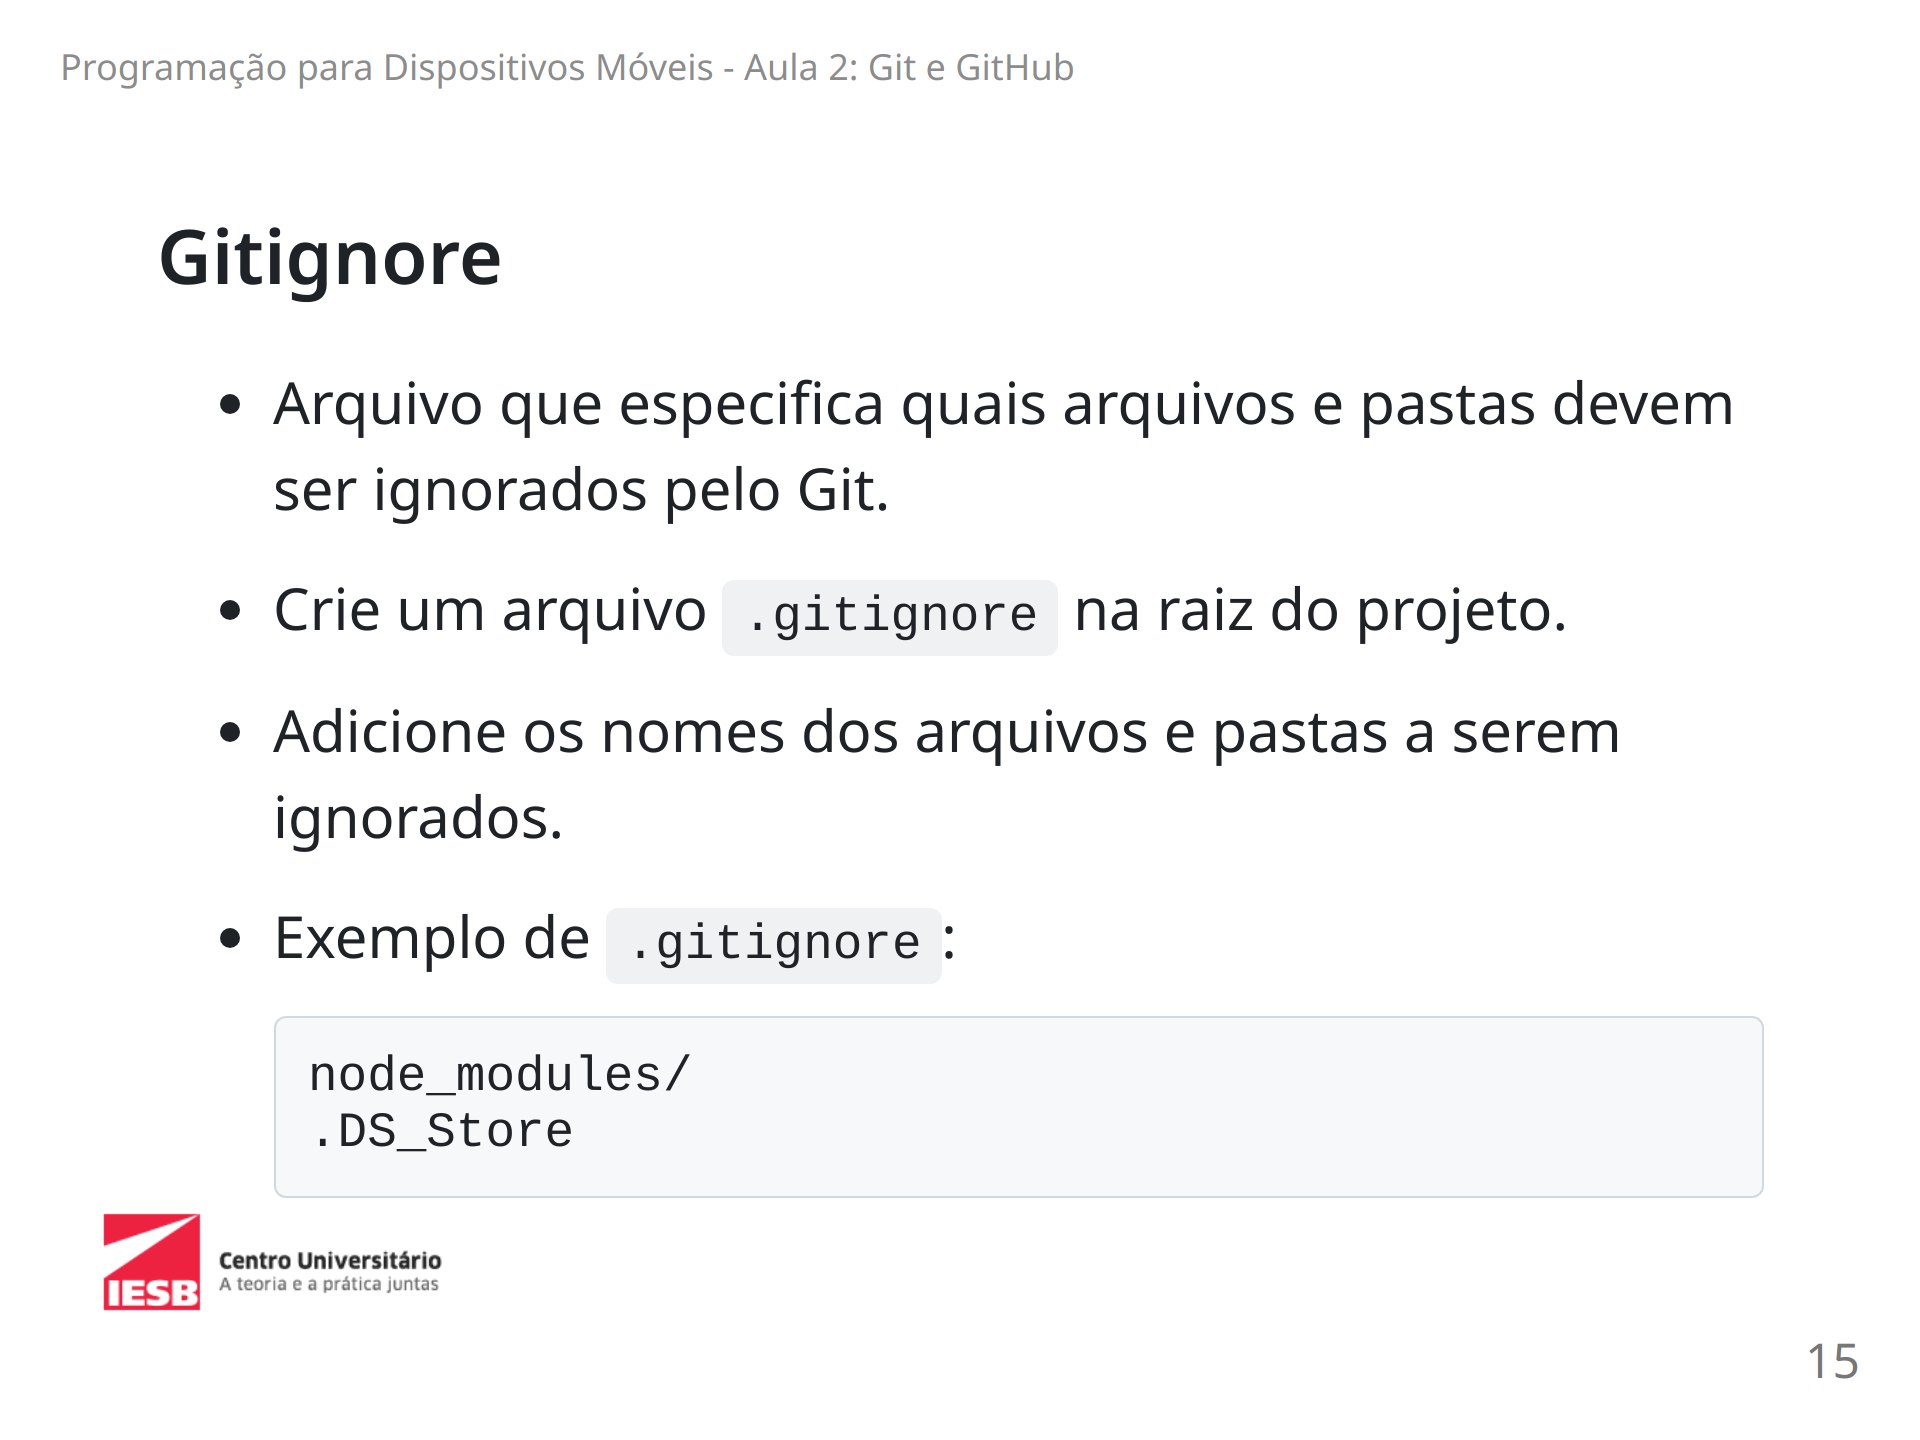 Programação para Dispositivos Móveis - Aula 2: Git e GitHub
Gitignore
• Arquivo que especifica quais arquivos e pastas devem
ser ignorados pelo Git.
• Crie um arquivo .gitignore na raiz do projeto.
• Adicione os nomes dos arquivos e pastas a serem
ignorados.
• Exemplo de .gitignore:
node_modules/
.DS_Store
IESB
Centro Universitário
A teoria e a prática juntas
15